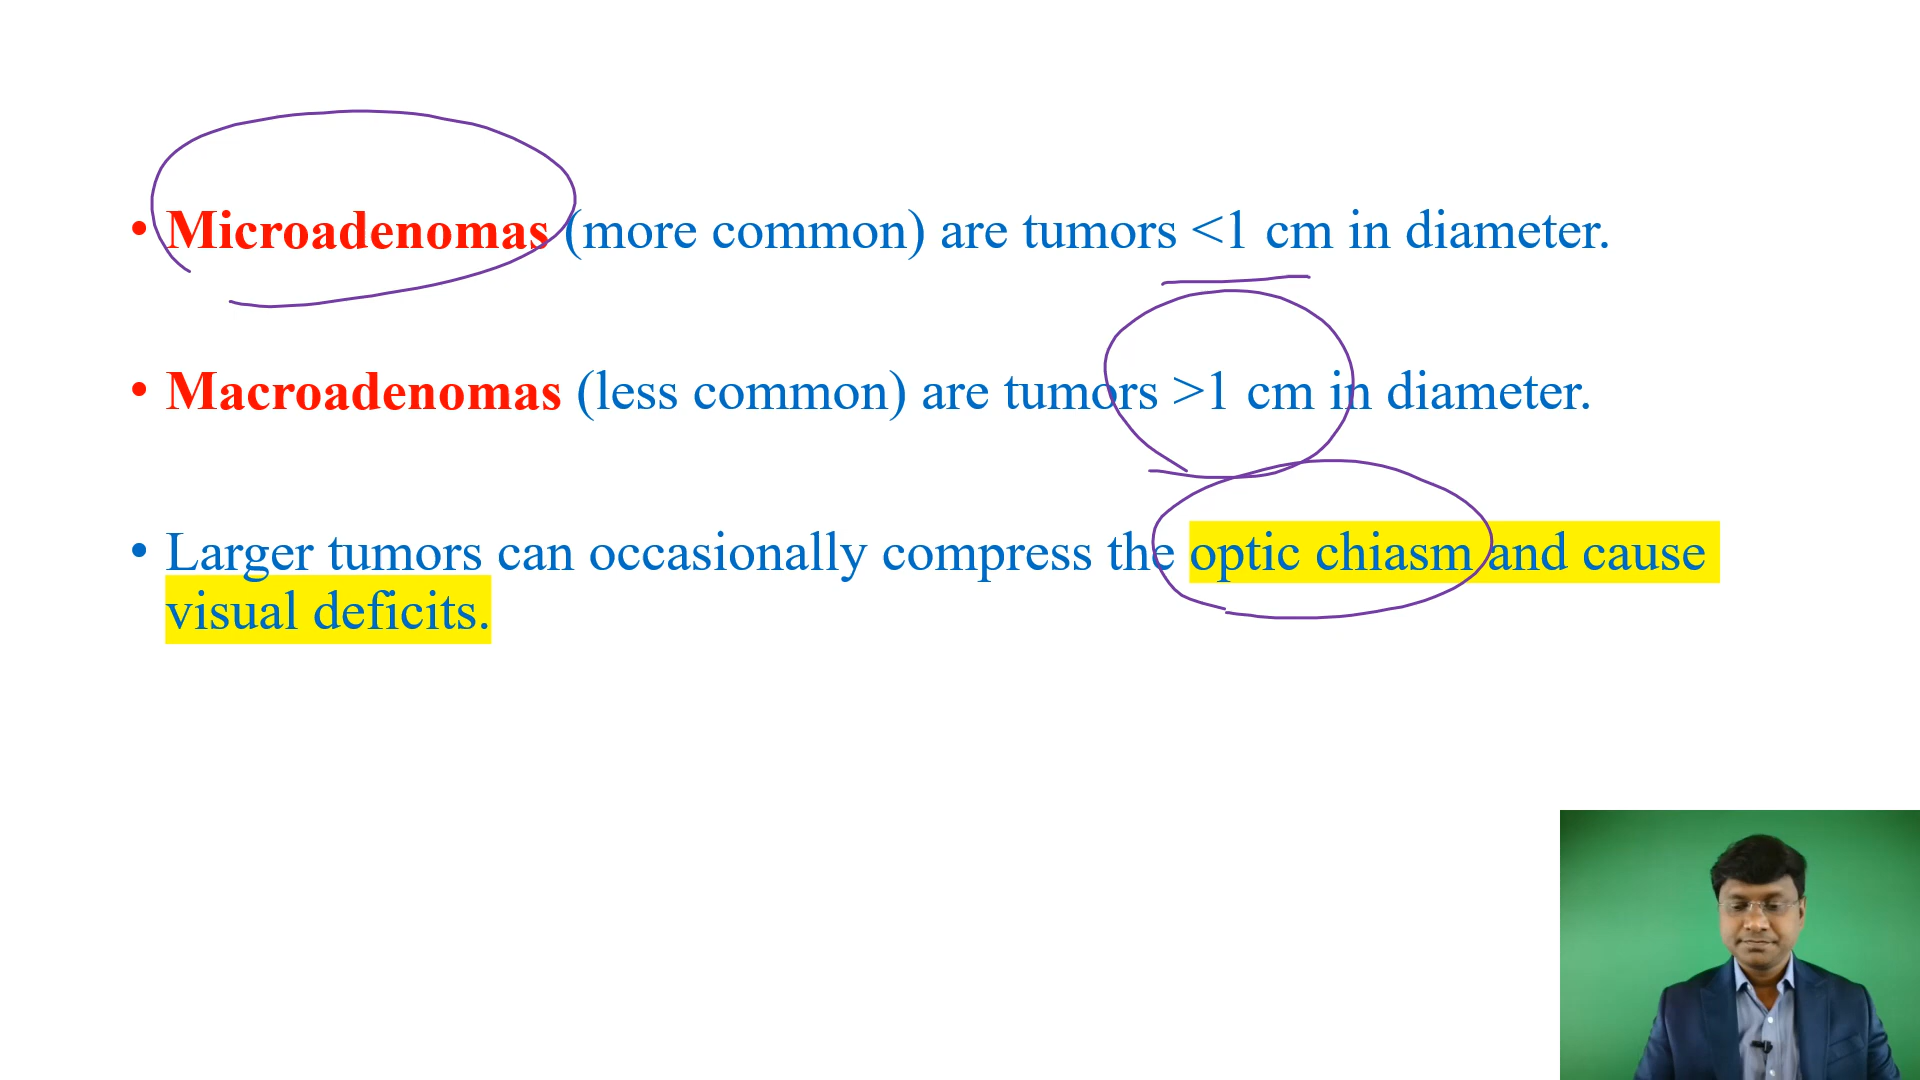 • Microadenomas (more common) are tumors <1 cm in diameter.
• Macroadenomas (less common) are tumors >1 cm in diameter.
• Larger tumors can occasionally compress the optic chiasm and cause
visual deficits.